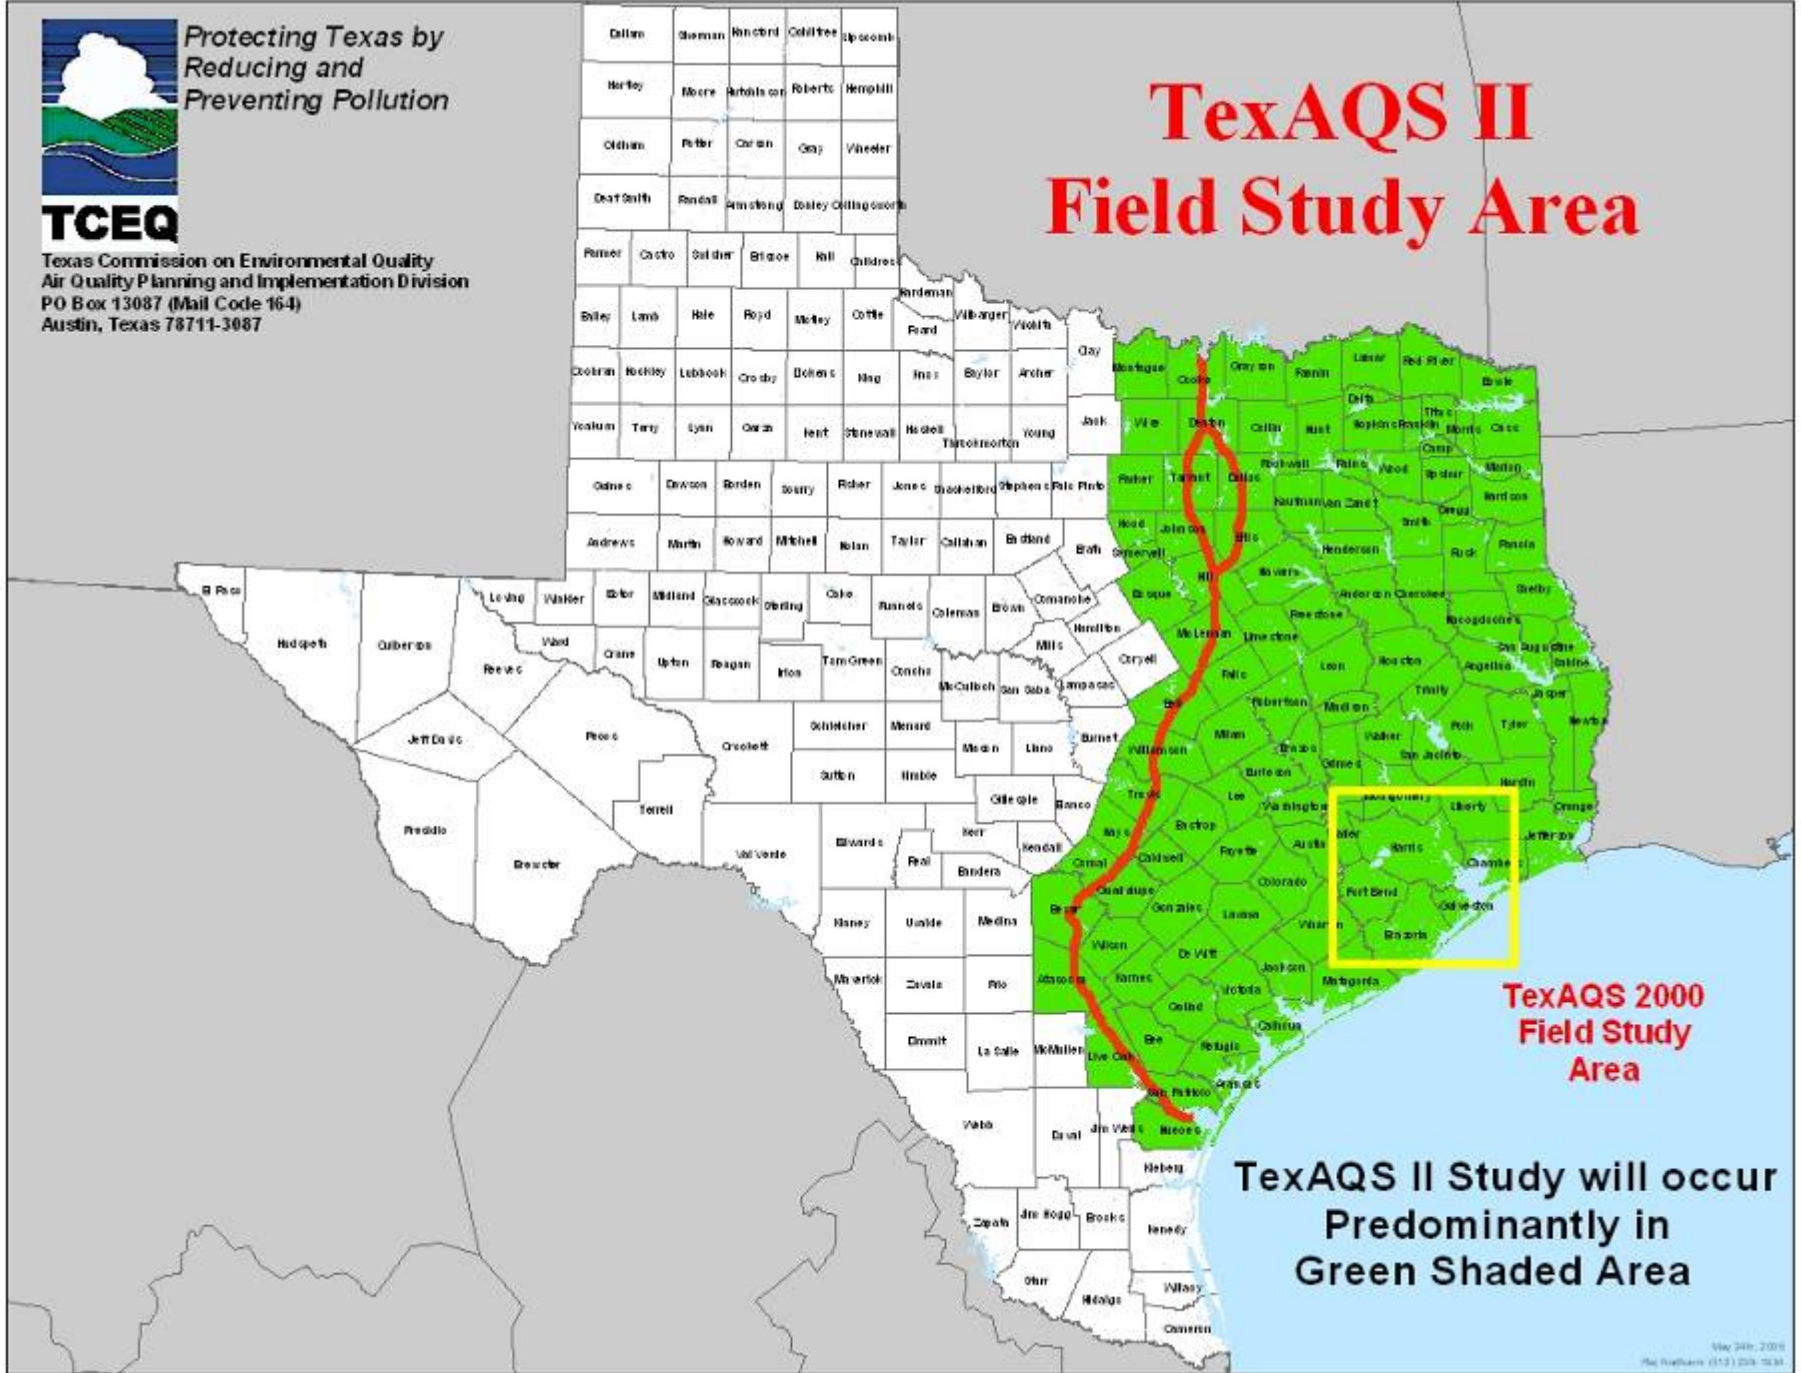 Protecting Texas by
Reducing and
Preventing Pollution
TCEQ
Texas Commission on Environmental Quality
Air Quality Planning and Implementation Division
PO Box 13087 (Mail Code 164)
Austin, Texas 78711-3087
TexAQS II
Field Study Area
Dallam Sherman Hansford Lipscomb
Hartley Moore Hutchinson Roberts Hemphill
Oldham Potter Carson Gray Wheeler
Deaf Smith Randall Armstrong Donley Collingsworth
Parmer Castro Briscoe Hall Childress
Hardeman
Bailey Lamb Hale Floyd Motley Cottle Foard Wilbarger Wichita
Clay Montague Cooke Grayson Fannin Lamar Red River Bowie
Cochran Hockley Lubbock Crosby Dickens King Knox Baylor Archer
Yoakum Terry Lynn Garza Kent Stonewall Haskell Throckmorton Young Jack Wise Denton Collin Hunt Delta Hopkins Franklin Titus Morris Cass
Camp
Gaines Dawson Borden Scurry Fisher Jones Shackelford Stephens Palo Pinto Parker Tarrant Dallas Rockwall Rains Wood Upshur Marion
Kaufman Van Zandt Harrison
Andrews Martin Howard Mitchell Nolan Taylor Callahan Eastland Erath Hood Somervell Johnson Ellis Henderson Smith Gregg Rusk Panola
El Paso Loving Winkler Ector Midland Glasscock Sterling Coke Runnels Coleman Brown Comanche Bosque Hill Navarro Anderson Cherokee Shelby
Hudspeth Culberson Reeves Ward Crane Upton Reagan Irion Tom Green Concho Mills Hamilton McLennan Limestone Freestone Nacogdoches
McCulloch San Saba Lampasas Coryell Falls Leon Houston Angelina San Augustine Sabine
Jeff Davis Pecos Crockett Schleicher Menard Mason Llano Burnet Bell Robertson Madison Trinity Jasper
Williamson Milam Brazos Walker Polk Tyler Newton
Sutton Kimble Burleson Grimes San Jacinto Hardin
Presidio Brewster Terrell Val Verde Edwards Gillespie Blanco Travis Lee Washington Montgomery Liberty Orange
Real Kerr Kendall Hays Bastrop Austin Harris Jefferson
Bandera Comal Caldwell Fayette Chambers
Guadalupe Colorado Fort Bend Galveston
Kinney Uvalde Medina Bexar Gonzales Lavaca Wharton Brazoria
Wilson De Witt
Maverick Zavala Frio Atascosa Karnes Jackson Matagorda
Goliad Victoria
Dimmit La Salle McMullen Live Oak Bee Refugio Calhoun
San Patricio Aransas
Webb Duval Jim Wells Nueces
Kleberg
Zapata Jim Hogg Brooks Kenedy
Starr Hidalgo Willacy
Cameron
TexAQS 2000
Field Study
Area
TexAQS II Study will occur
Predominantly in
Green Shaded Area